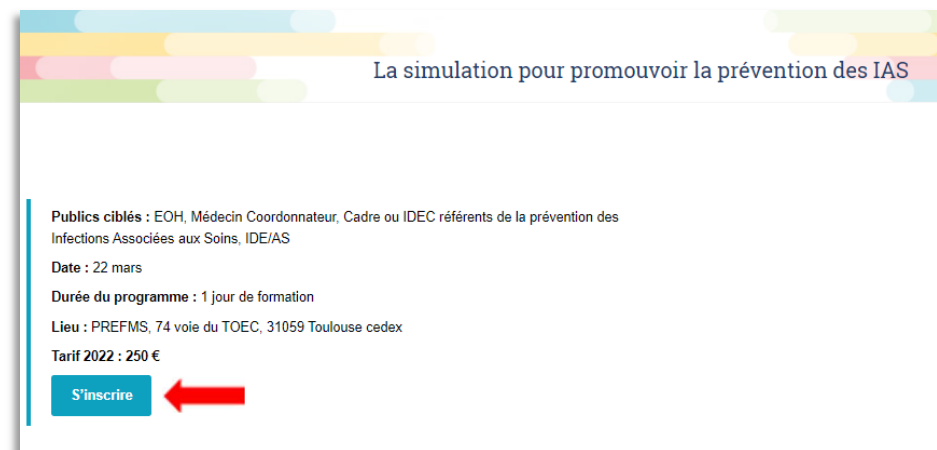 La simulation pour promouvoir la prévention des IAS
Publics ciblés : EOH, Médecin Coordonnateur, Cadre ou IDEC référents de la prévention des
Infections Associées aux Soins, IDE/AS
Date : 22 mars
Durée du programme : 1 jour de formation
Lieu : PREFMS, 74 voie du TOEC, 31059 Toulouse cedex
Tarif 2022 : 250 €
S'inscrire